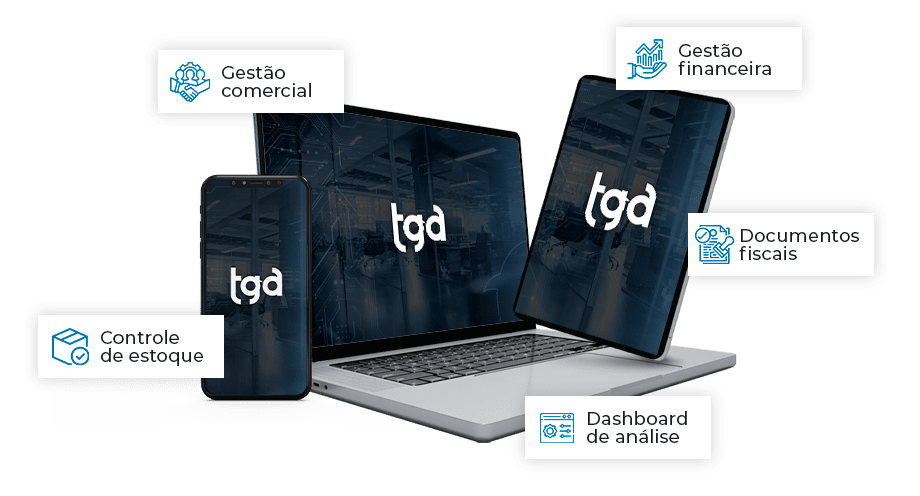 Gestão
comercial
Gestão
financeira
tga
tga
tga
Documentos
fiscais
Controle
de estoque
Dashboard
de análise